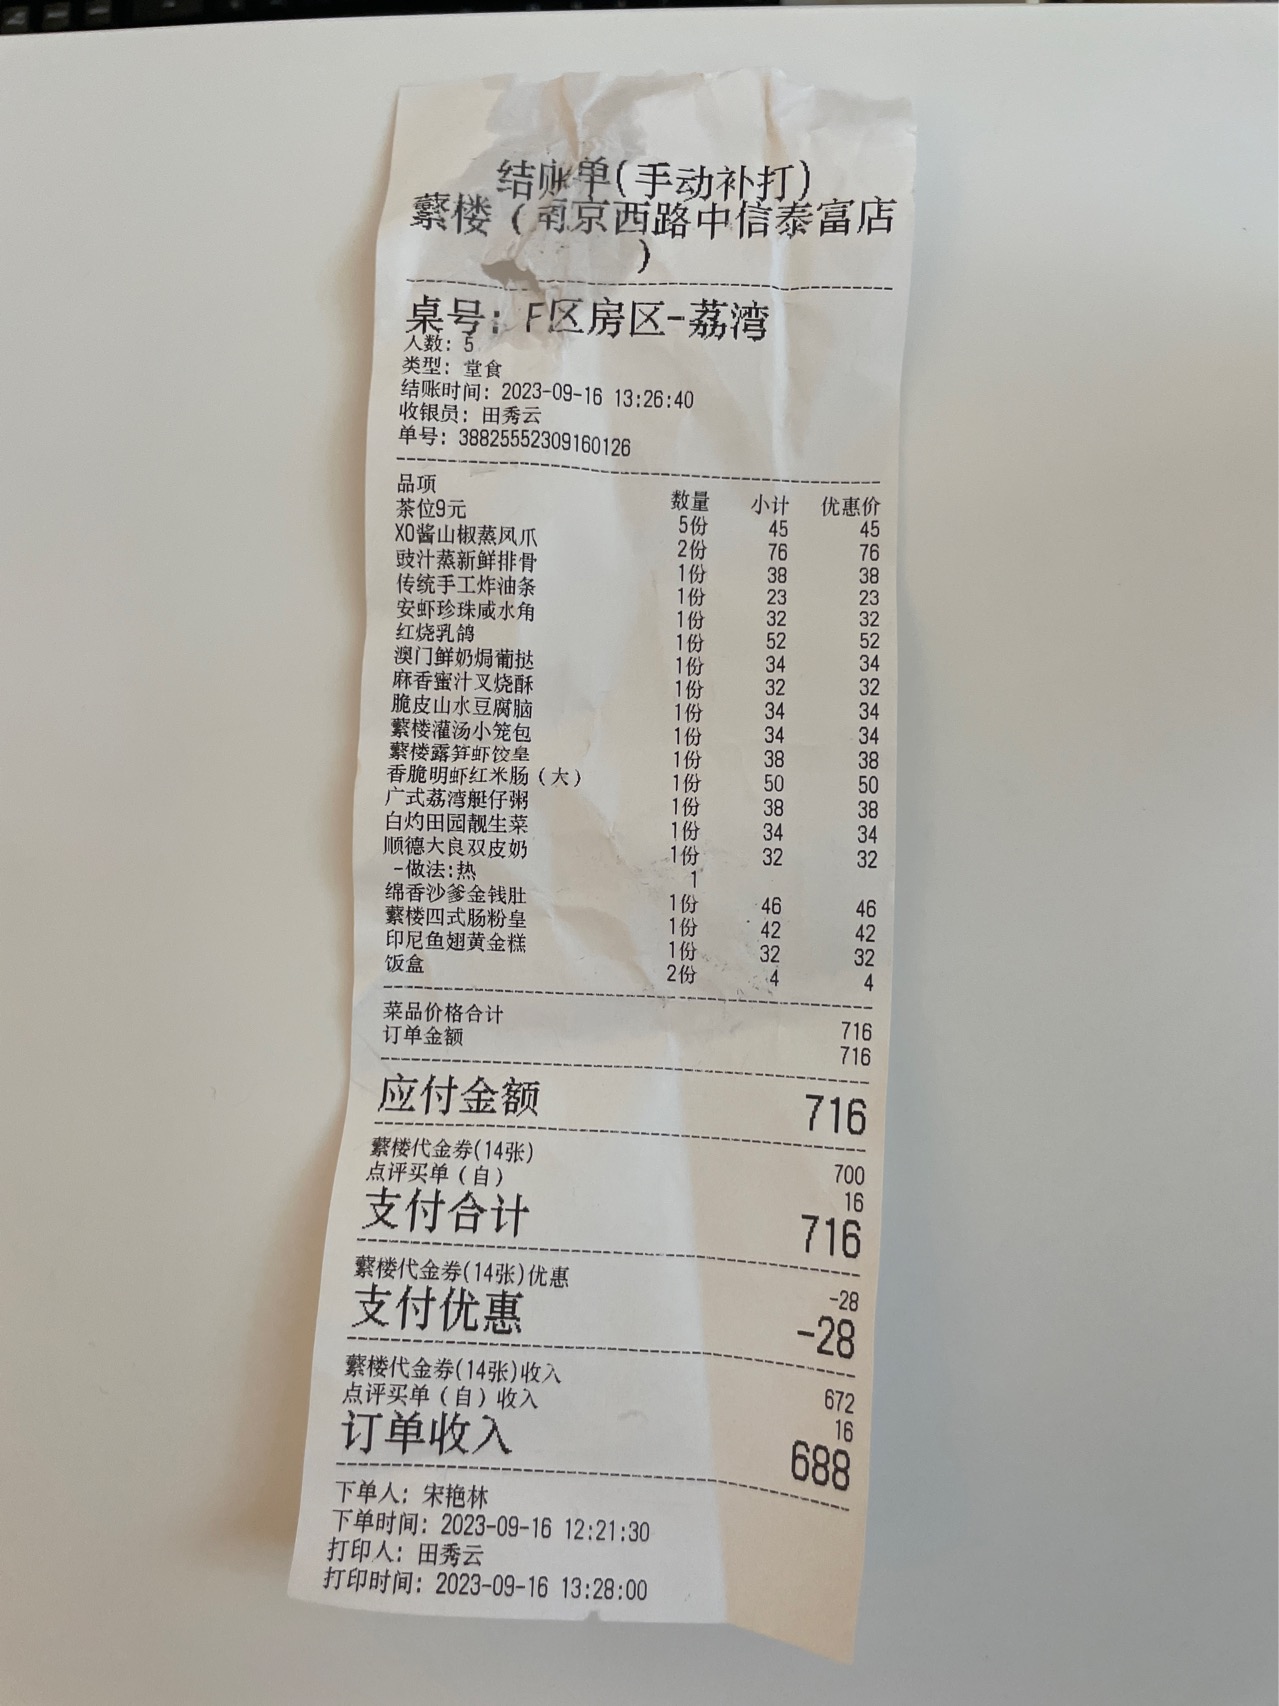 结账单(手动补打)
蘩楼（南京西路中信泰富店
）
桌号: F区房区-荔湾
人数: 5
类型: 堂食
结账时间: 2023-09-16 13:26:40
收银员: 田秀云
单号: 38825552309160126
品项 数量 小计 优惠价
茶位9元 5份 45 45
XO酱山椒蒸凤爪 2份 76 76
豉汁蒸新鲜排骨 1份 38 38
传统手工炸油条 1份 23 23
安虾珍珠咸水角 1份 32 32
红烧乳鸽 1份 52 52
澳门鲜奶焗葡挞 1份 34 34
麻香蜜汁叉烧酥 1份 32 32
脆皮山水豆腐脑 1份 34 34
蘩楼灌汤小笼包 1份 34 34
蘩楼露笋虾饺皇 1份 38 38
香脆明虾红米肠（大） 1份 50 50
广式荔湾艇仔粥 1份 38 38
白灼田园靓生菜 1份 34 34
顺德大良双皮奶 1份 32 32
-做法:热 1
绵香沙爹金钱肚 1份 46 46
蘩楼四式肠粉皇 1份 42 42
印尼鱼翅黄金糕 1份 32 32
饭盒 2份 4 4
菜品价格合计 716
订单金额 716
应付金额 716
蘩楼代金券(14张) 700
点评买单（自） 16
支付合计 716
蘩楼代金券(14张)优惠 -28
支付优惠 -28
蘩楼代金券(14张)收入 672
点评买单（自）收入 16
订单收入 688
下单人: 宋艳林
下单时间: 2023-09-16 12:21:30
打印人: 田秀云
打印时间: 2023-09-16 13:28:00